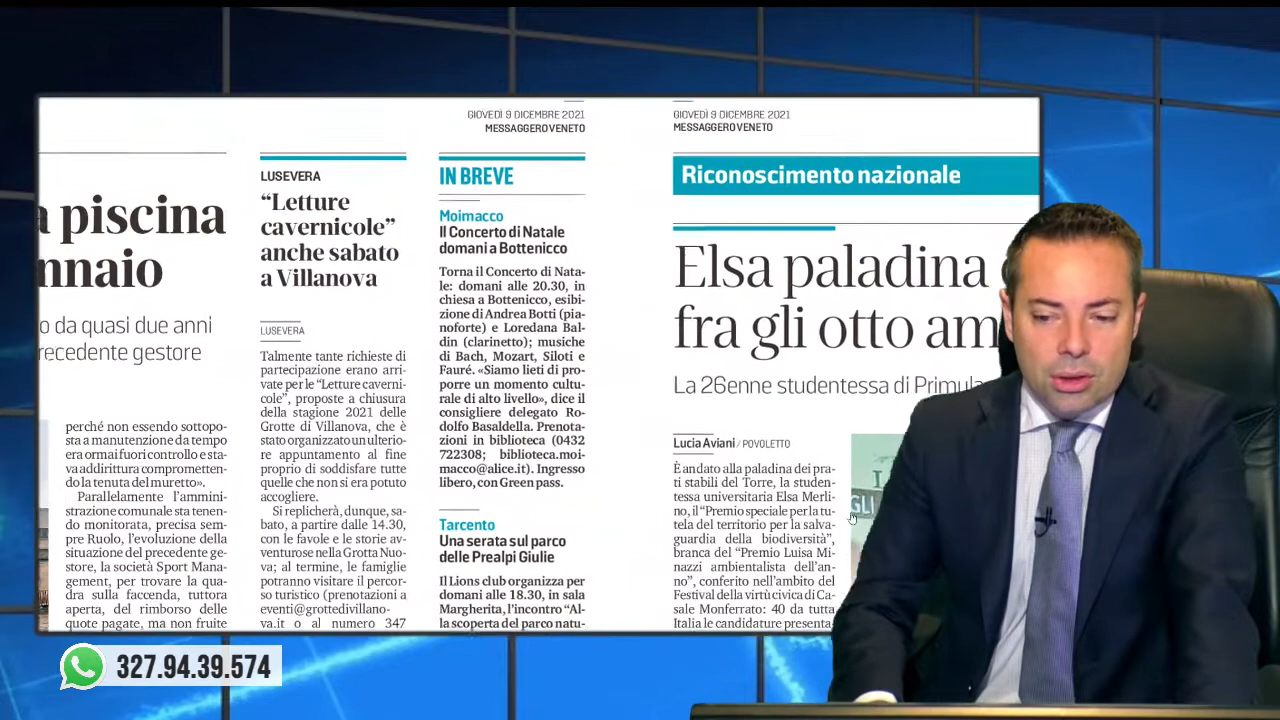 a piscina
nnaio
o da quasi due anni
recedente gestore
perché non essendo sottopo-
sta a manutenzione da tempo
era ormai fuori controllo e sta-
va addirittura compromettten-
do la tenuta del muretto».
Parallelamente l'ammini-
strazione comunale sta tenen-
do monitorata, precisa sem-
pre Ruolo, l'evoluzione della
situazione del precedente ge-
store, la società Sport Mana-
gement, per trovare la qua-
dra sulla faccenda, tuttora
aperta, del rimborso delle
quote pagate, ma non fruite
LUSEVERA
“Letture
cavernicole”
anche sabato
a Villanova
LUSEVERA
Talmente tante richieste di
partecipazione erano arri-
vate per le “Letture caverni-
cole”, proposte a chiusura
della stagione 2021 delle
Grotte di Villanova, che è
stato organizzato un ulterio-
re appuntamento al fine
proprio di soddisfare tutte
quelle che non si era potuto
accogliere.
Si replicherà, dunque, sa-
bato, a partire dalle 14.30,
con le favole e le storie av-
venturose nella Grotta Nuo-
va; al termine, le famiglie
potranno visitare il percor-
so turistico (prenotazioni a
eventi@grottedivillano-
va.it o al numero 347
GIOVEDÌ 9 DICEMBRE 2021
MESSAGGERO VENETO
IN BREVE
Moimacco
Il Concerto di Natale
domani a Bottenicco
Torna il Concerto di Nata-
le: domani alle 20.30, in
chiesa a Bottenicco, esibi-
zione di Andrea Botti (pia-
noforte) e Loredana Bal-
din (clarinetto); musiche
di Bach, Mozart, Siloti e
Fauré. «Siamo lieti di pro-
porre un momento cultu-
rale di alto livello», dice il
consigliere delegato Ro-
dolfo Basaldella. Prenota-
zioni in biblioteca (0432
722308; biblioteca.moi-
macco@alice.it). Ingresso
libero, con Green pass.
Tarcento
Una serata sul parco
delle Prealpi Giulie
Il Lions club organizza per
domani alle 18.30, in sala
Margherita, l'incontro “Al-
la scoperta del parco natu-
GIOVEDÌ 9 DICEMBRE 2021
MESSAGGERO VENETO
Riconoscimento nazionale
Elsa paladina
fra gli otto am
La 26enne studentessa di Primula
Lucia Aviani / POVOLETTO
È andato alla paladina dei pra-
ti stabili del Torre, la studen-
tessa universitaria Elsa Merli-
no, il “Premio speciale per la tu-
tela del territorio per la salva-
guardia della biodiversità”,
branca del “Premio Luisa Mi-
nazzi ambientalista dell'an-
no”, conferito nell'ambito del
Festival della virtù civica di Ca-
sale Monferrato: 40 da tutta
Italia le candidature presenta-
GLI
327.94.39.574